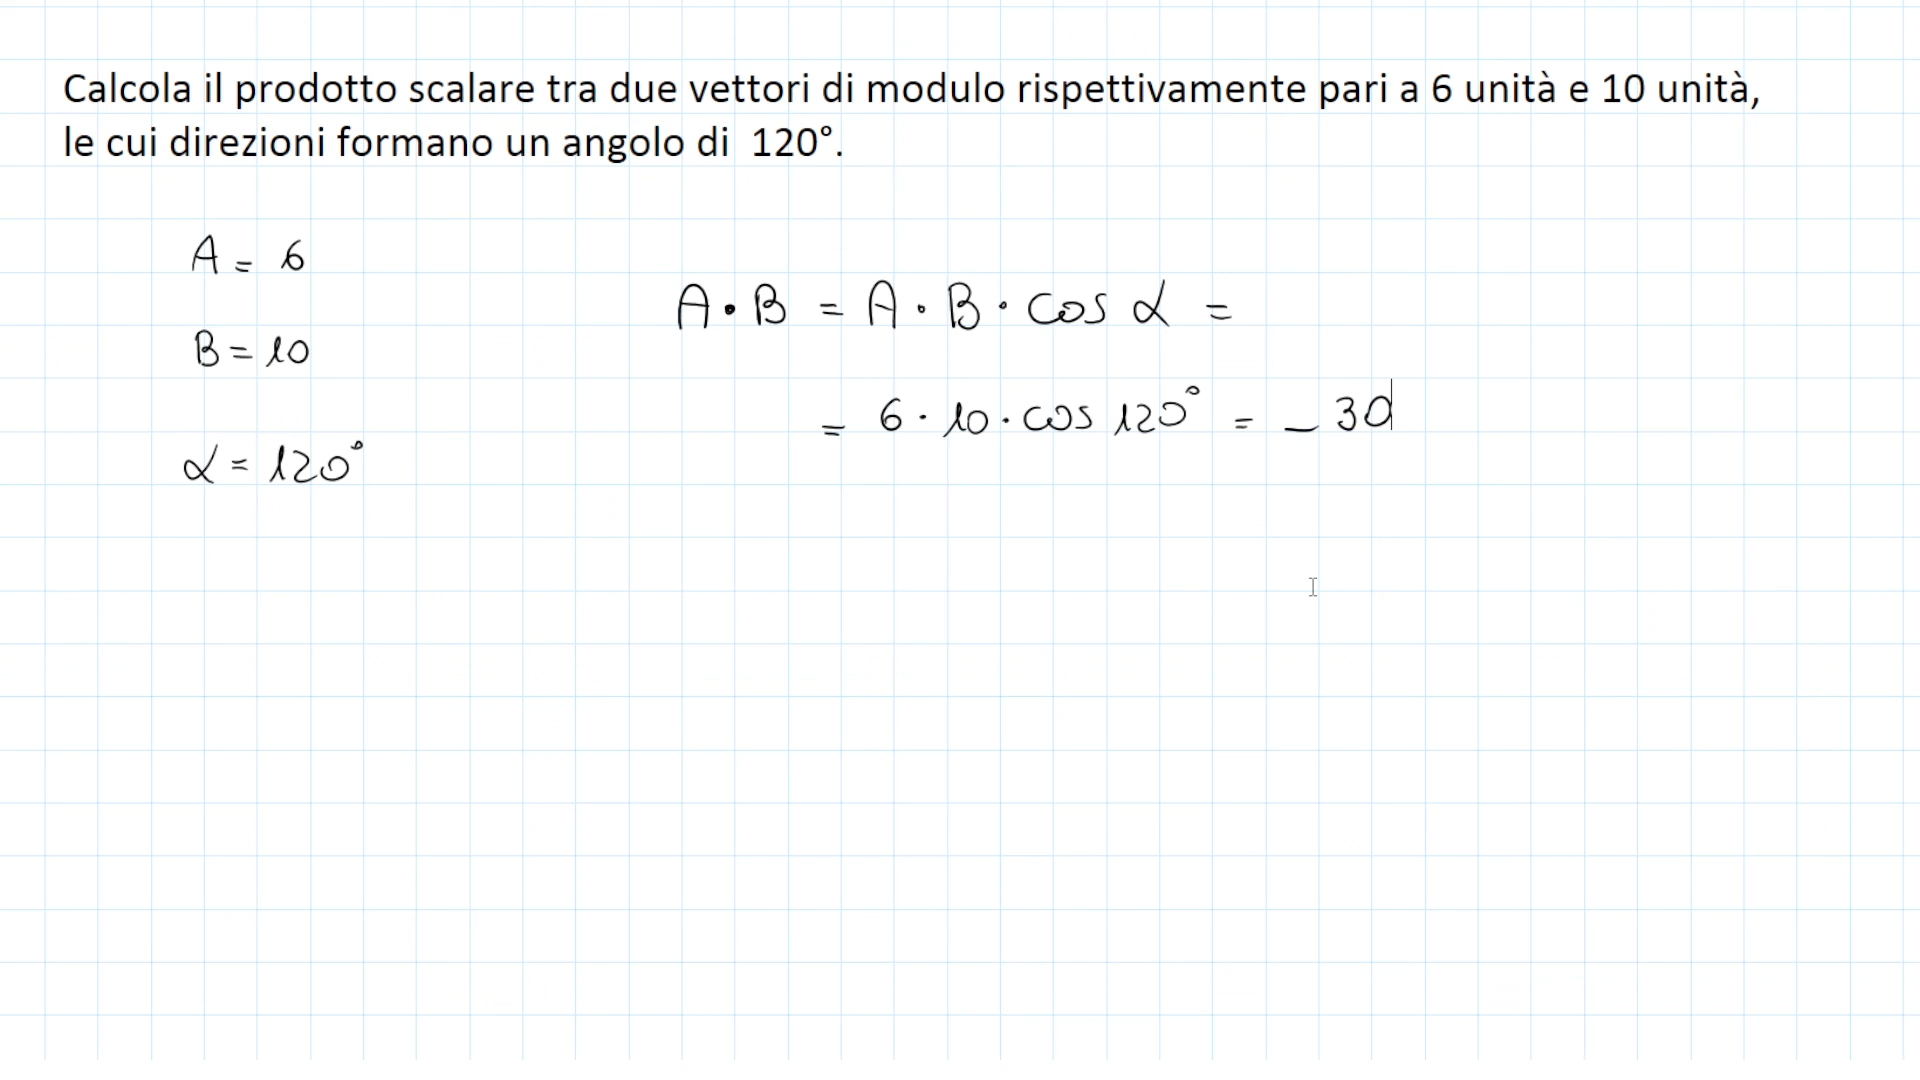 Calcola il prodotto scalare tra due vettori di modulo rispettivamente pari a 6 unità e 10 unità,
le cui direzioni formano un angolo di 120°.
A = 6
B = 10
α = 120°
A · B = A · B · cos α =
= 6 · 10 · cos 120° = - 30